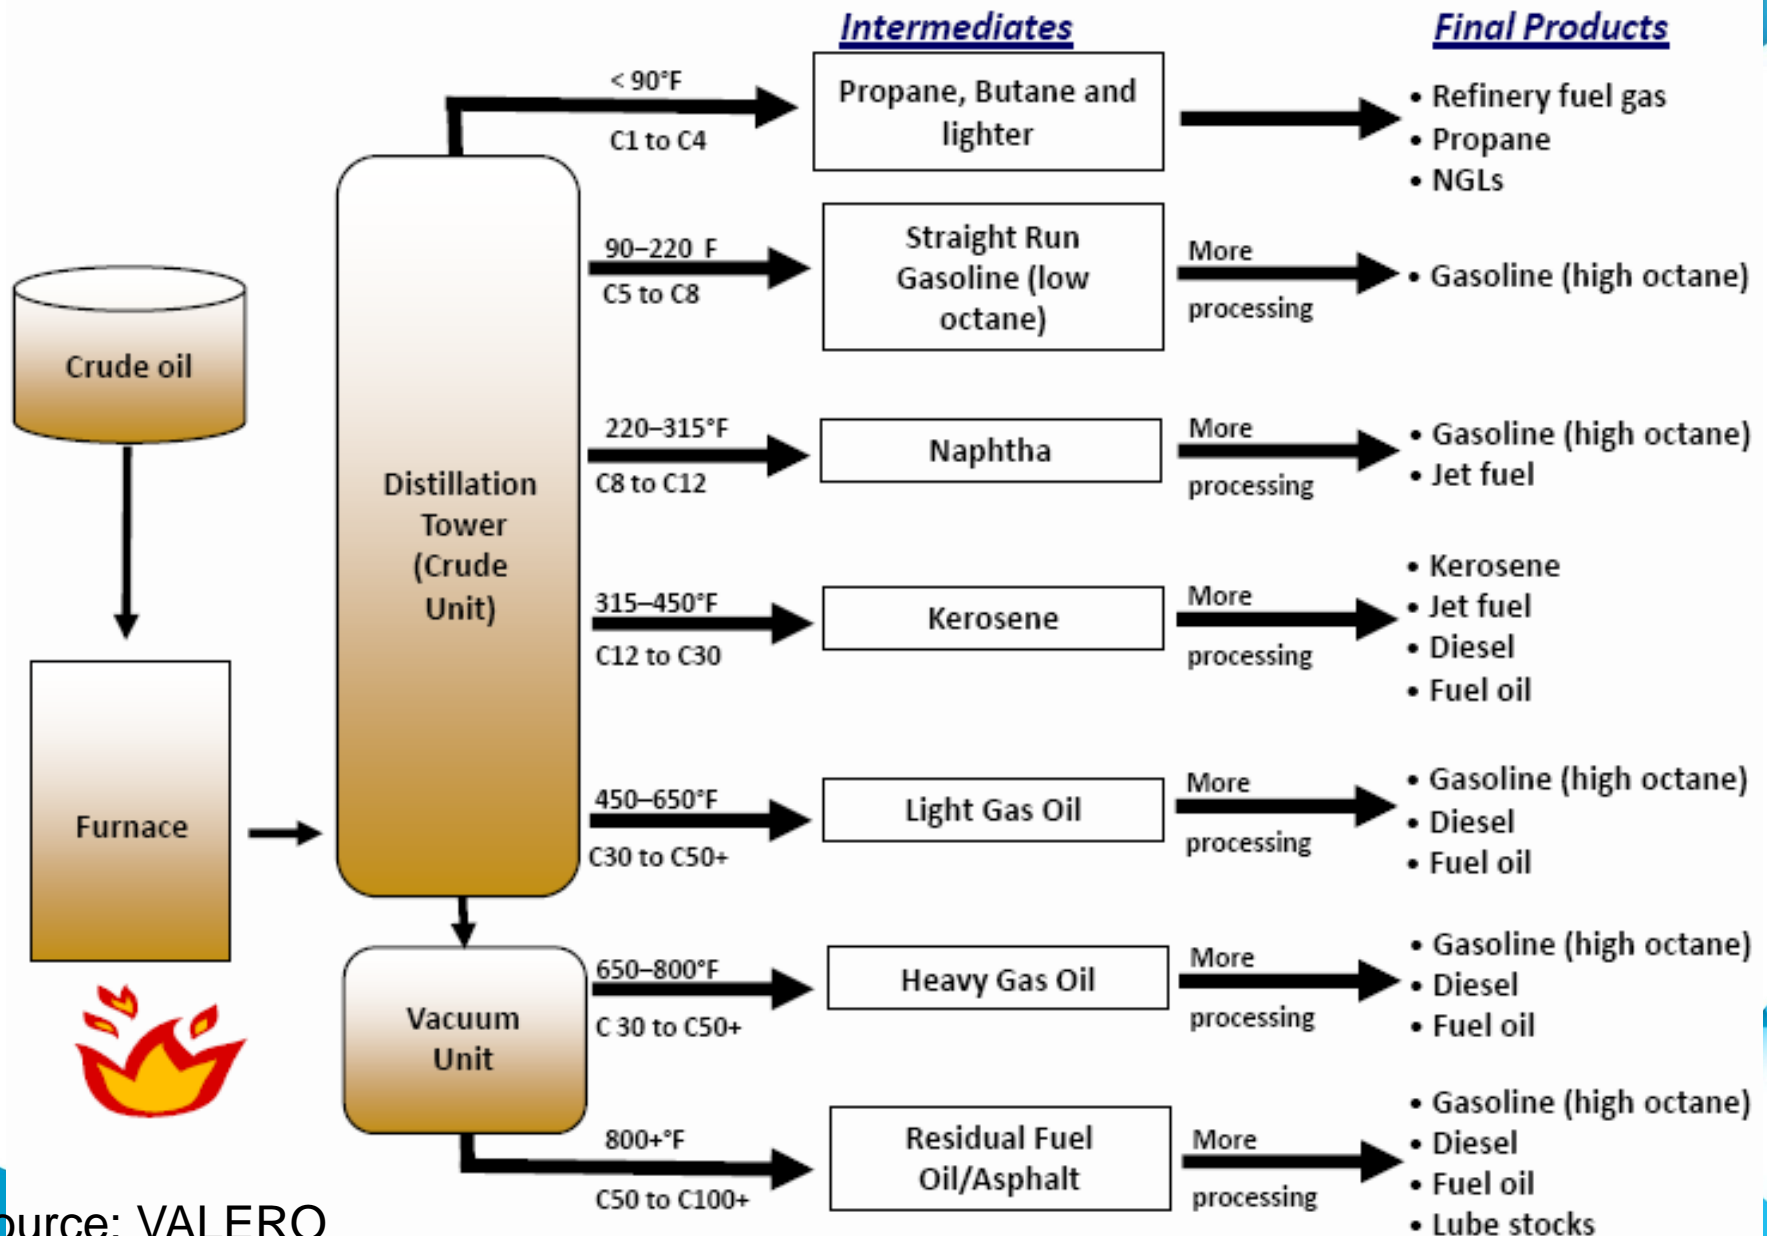 Intermediates
Final Products
< 90°F
C1 to C4
Propane, Butane and
lighter
• Refinery fuel gas
• Propane
• NGLs
90–220 F
C5 to C8
Straight Run
Gasoline (low
octane)
More
processing
• Gasoline (high octane)
Crude oil
220–315°F
C8 to C12
Naphtha
More
processing
• Gasoline (high octane)
• Jet fuel
Distillation
Tower
(Crude
Unit)
315–450°F
C12 to C30
Kerosene
More
processing
• Kerosene
• Jet fuel
• Diesel
• Fuel oil
Furnace
450–650°F
C30 to C50+
Light Gas Oil
More
processing
• Gasoline (high octane)
• Diesel
• Fuel oil
Vacuum
Unit
650–800°F
C 30 to C50+
Heavy Gas Oil
More
processing
• Gasoline (high octane)
• Diesel
• Fuel oil
800+°F
C50 to C100+
Residual Fuel
Oil/Asphalt
More
processing
• Gasoline (high octane)
• Diesel
• Fuel oil
• Lube stocks
ource: VALERO